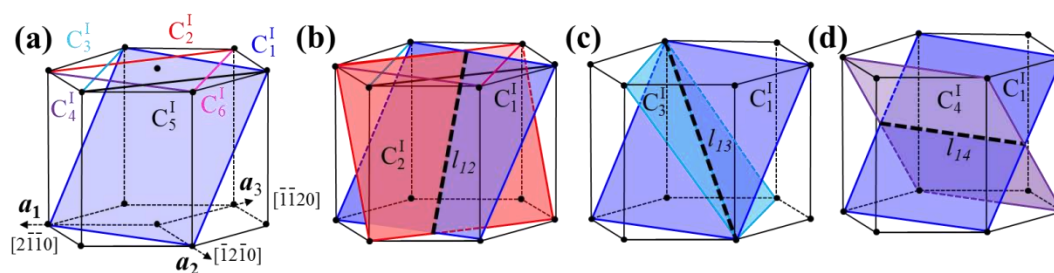 (a) C₃ᴵ C₂ᴵ C₁ᴵ
C₄ᴵ C₅ᴵ C₆ᴵ
a₃ [1̄1̄20]
a₁
[21̄1̄0]
a₂ [1̄21̄0]
(b) C₁ᴵ
C₂ᴵ l₁₂
(c) C₃ᴵ C₁ᴵ
l₁₃
(d) C₄ᴵ C₁ᴵ
l₁₄